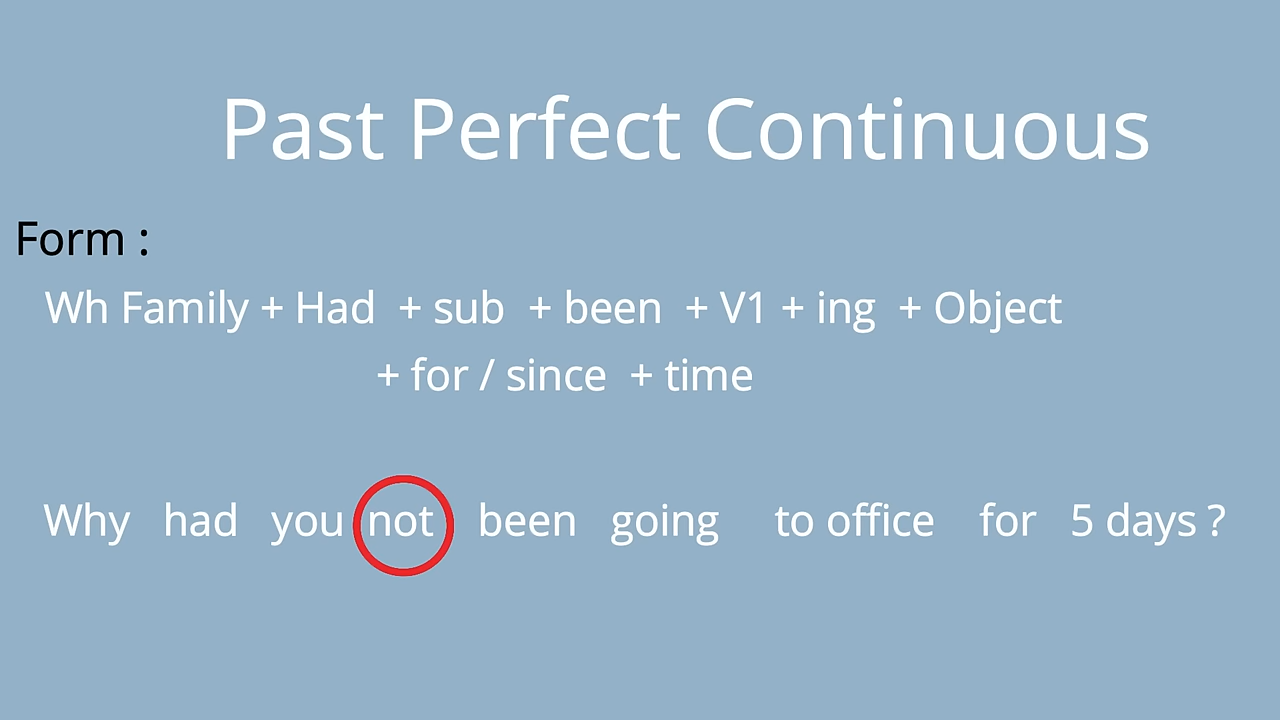 Past Perfect Continuous
Form :
Wh Family + Had + sub + been + V1 + ing + Object
+ for / since + time
Why had you not been going to office for 5 days ?